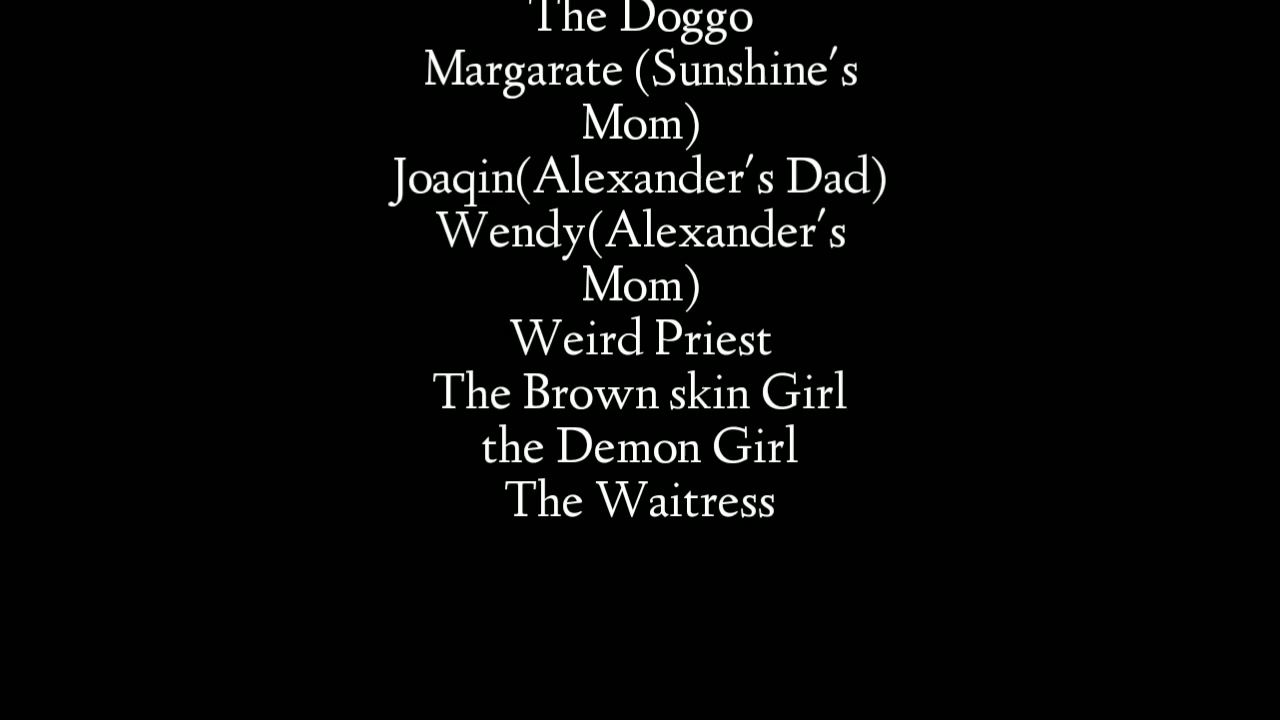 The Doggo
Margarate (Sunshine's
Mom)
Joaqin(Alexander's Dad)
Wendy(Alexander's
Mom)
Weird Priest
The Brown skin Girl
the Demon Girl
The Waitress